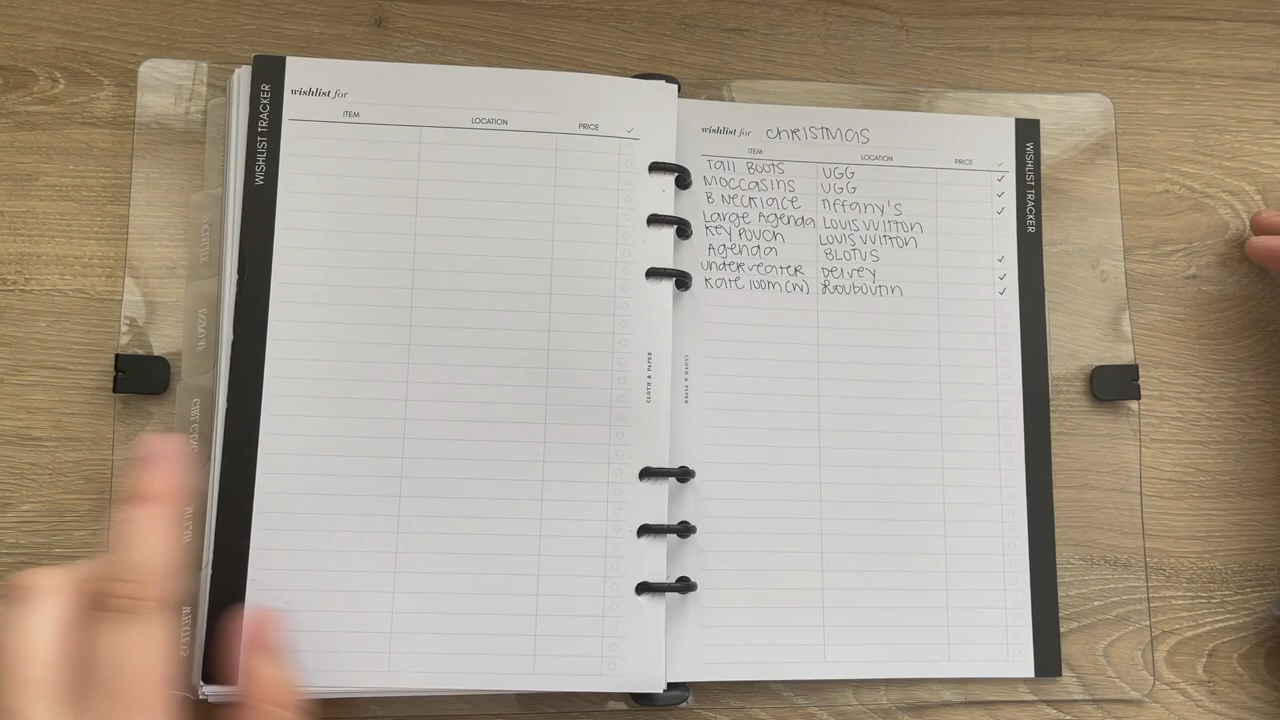 WISHLIST TRACKER
wishlist for
ITEM LOCATION PRICE ✓
CLOTH & PAPER
wishlist for CHRISTMAS
ITEM LOCATION PRICE ✓
Tall Boots UGG ✓
Moccasins UGG ✓
B Necklace Tiffany's ✓
Large Agenda Louis Vuitton
Key Pouch Louis Vuitton
Agenda BLOTUS ✓
Kate 100m (N) Louboutin ✓
CLOTH & PAPER
WISHLIST TRACKER